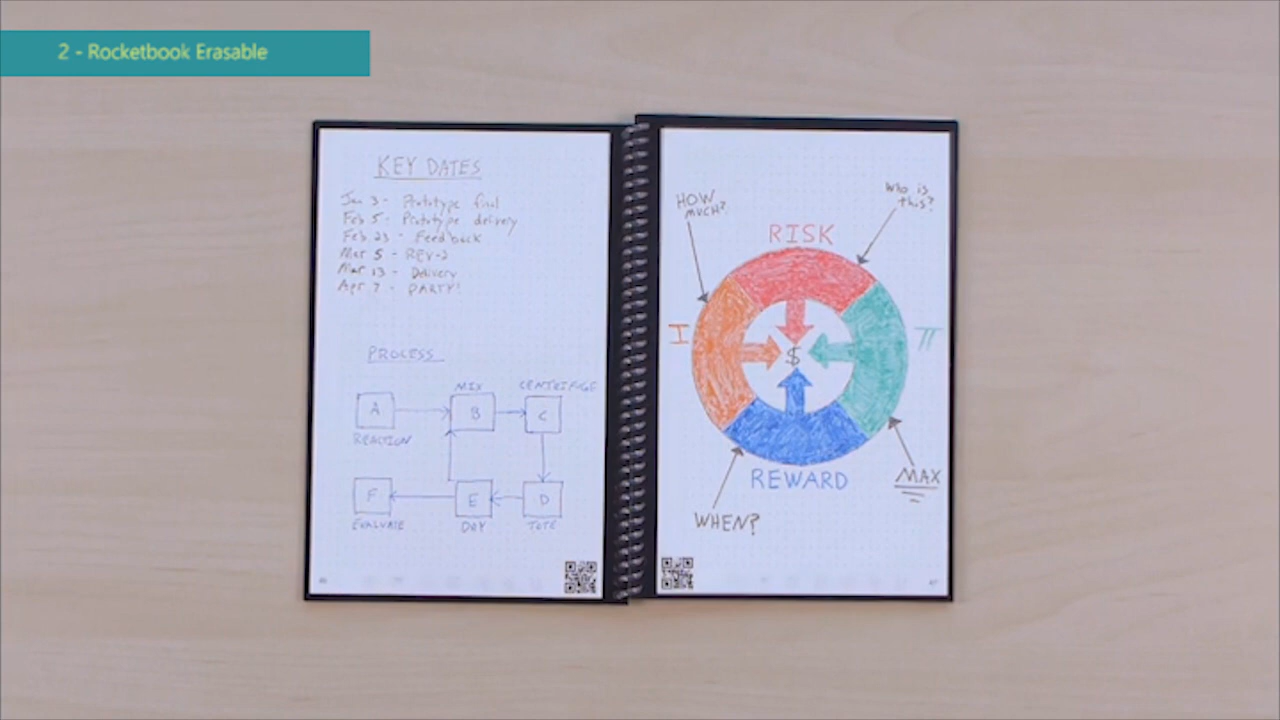 2 - Rocketbook Erasable
KEY DATES
Jan 3 - Prototype final
Feb 5 - Prototype delivery
Feb 23 - Feedback
Mar 5 - REV-2
Mar 13 - Delivery
Apr 7 - PARTY!
PROCESS
MIX
CENTRIFUGE
A
B
C
REACTION
F
E
D
EVALUATE
DRY
TOTE
HOW
MUCH?
Who is
this?
RISK
I
$
π
REWARD
MAX
WHEN?